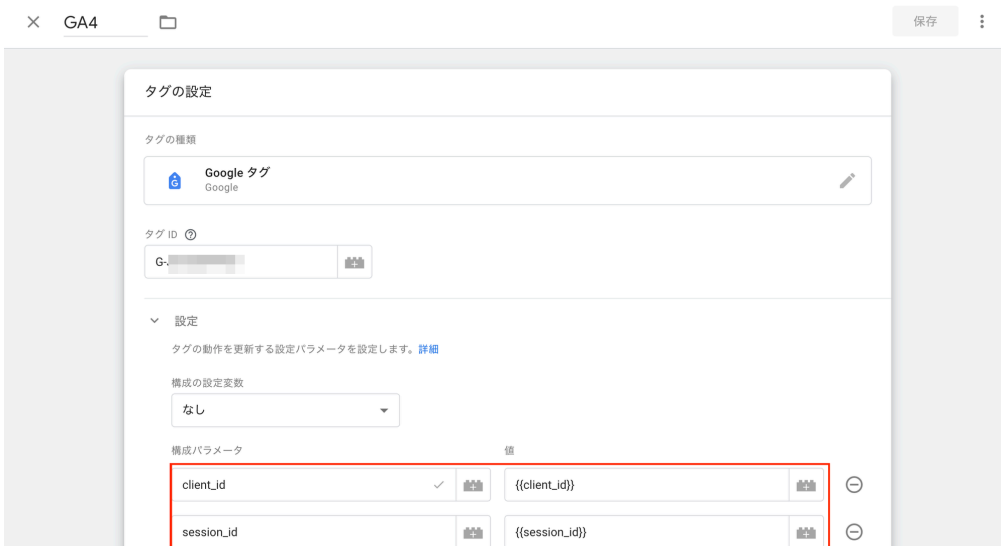 GA4
保存
タグの設定
タグの種類
Google タグ
Google
タグ ID
G-
設定
タグの動作を更新する設定パラメータを設定します。詳細
構成の設定変数
なし
構成パラメータ 値
client_id {{client_id}}
session_id {{session_id}}